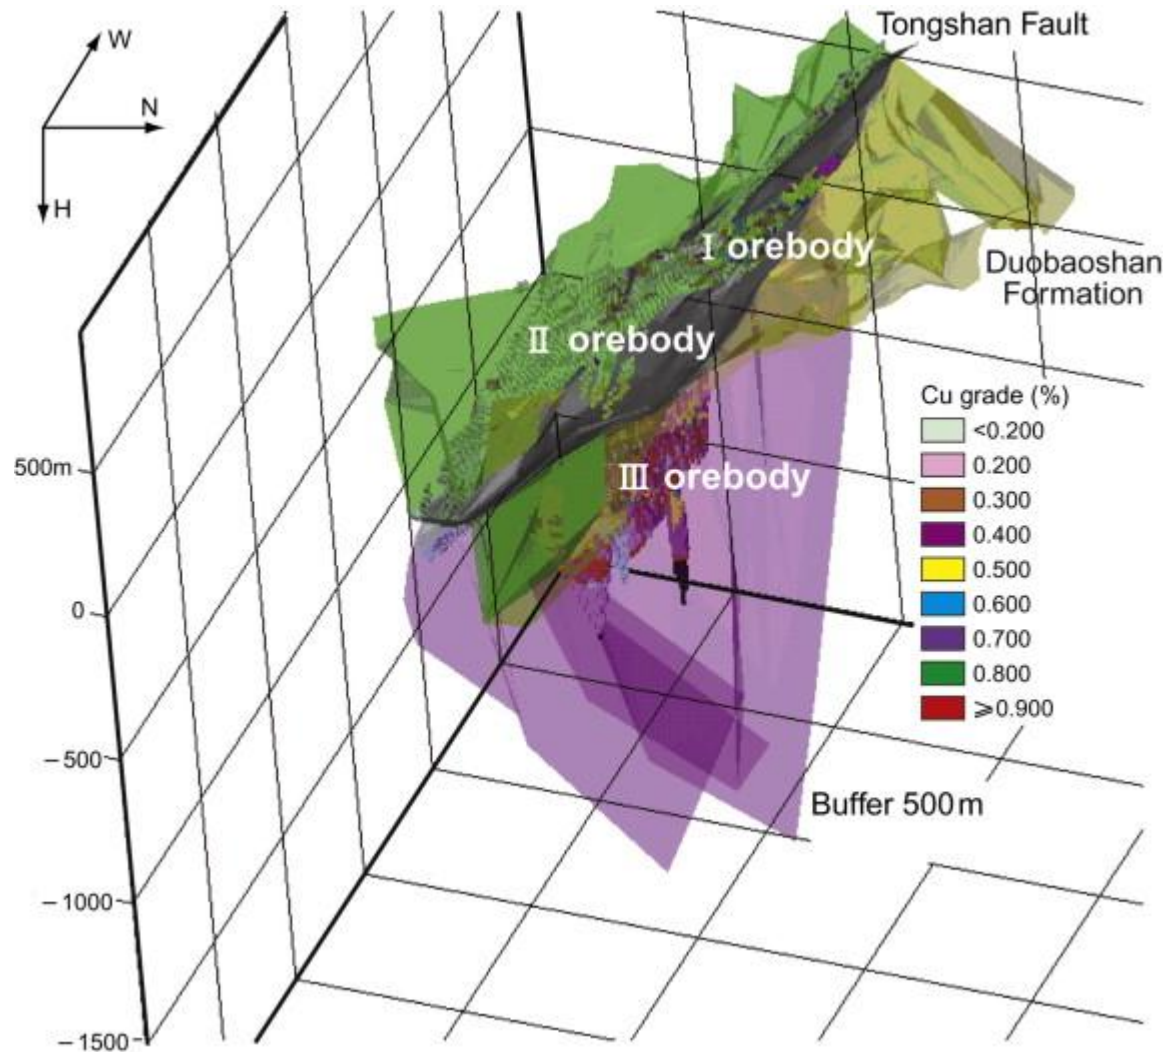 Tongshan Fault
W
N
H
I orebody
Duobaoshan
Formation
II orebody
Cu grade (%)
<0.200
500m
0.200
III orebody
0.300
0.400
0.500
0
0.600
0.700
0.800
⩾0.900
−500
Buffer 500m
−1000
−1500